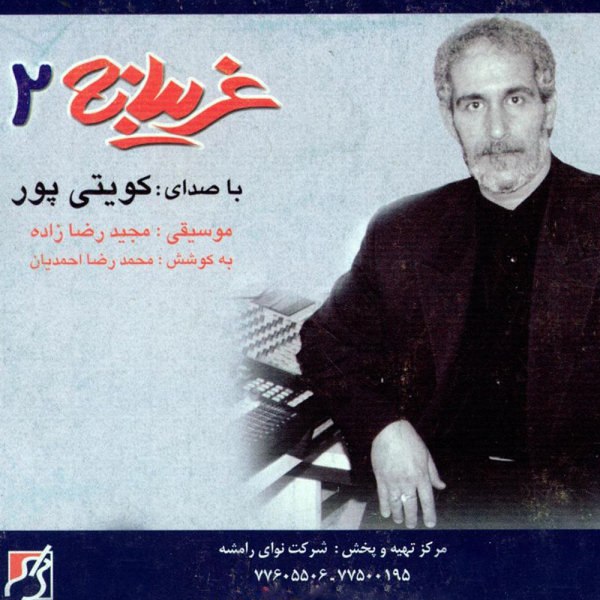 غریبانه ۲
با صدای : کویتی پور
موسیقی : مجید رضا زاده
به کوشش : محمد رضا احمدیان
مرکز تهیه و پخش : شرکت نوای رامشه
۷۷۶۰۵۵۰۶ - ۷۷۵۰۰۱۹۵